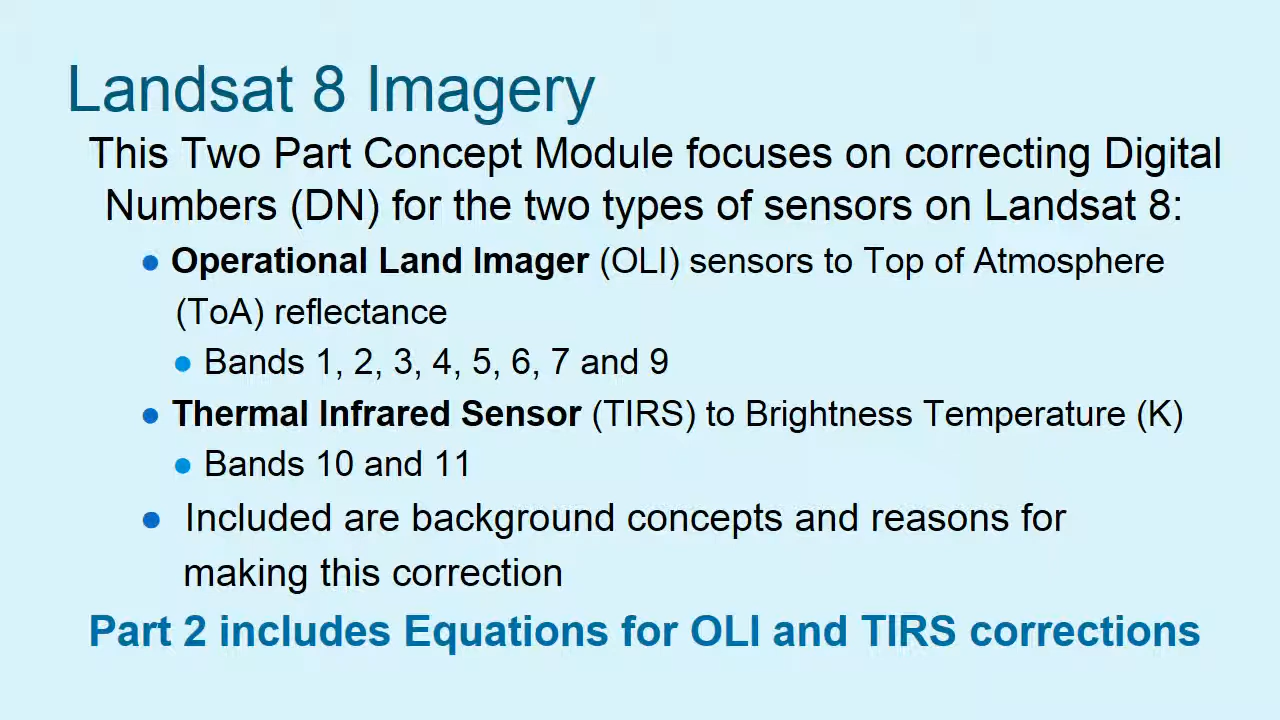 Landsat 8 Imagery
This Two Part Concept Module focuses on correcting Digital
Numbers (DN) for the two types of sensors on Landsat 8:
● Operational Land Imager (OLI) sensors to Top of Atmosphere
(ToA) reflectance
● Bands 1, 2, 3, 4, 5, 6, 7 and 9
● Thermal Infrared Sensor (TIRS) to Brightness Temperature (K)
● Bands 10 and 11
● Included are background concepts and reasons for
making this correction
Part 2 includes Equations for OLI and TIRS corrections